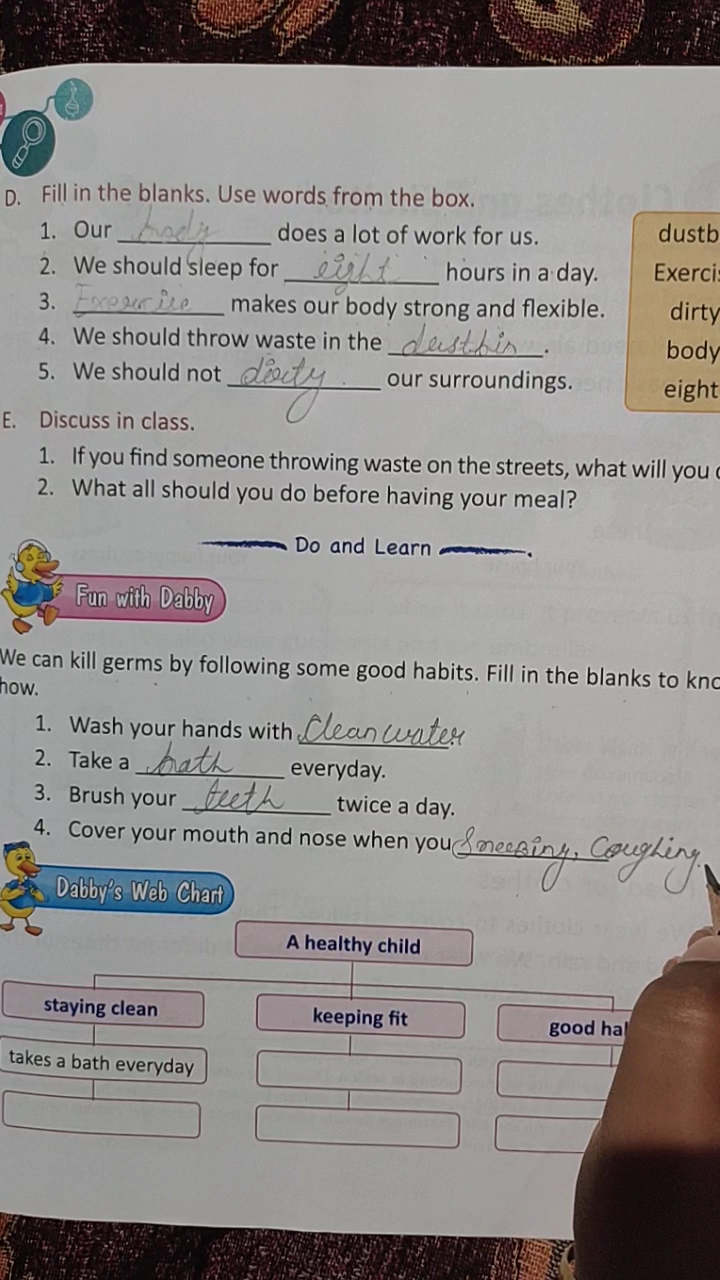 D. Fill in the blanks. Use words from the box.
1. Our body does a lot of work for us.
2. We should sleep for eight hours in a day.
3. Exexercise makes our body strong and flexible.
4. We should throw waste in the dustbin.
5. We should not dirty our surroundings.
dustb
Exercis
dirty
body
eight
E. Discuss in class.
1. If you find someone throwing waste on the streets, what will you
2. What all should you do before having your meal?
Do and Learn
Fun with Dabby
We can kill germs by following some good habits. Fill in the blanks to kno
how.
1. Wash your hands with Clean water.
2. Take a bath everyday.
3. Brush your teeth twice a day.
4. Cover your mouth and nose when you Sneezing, Coughing.
Dabby's Web Chart
A healthy child
staying clean keeping fit good hal
takes a bath everyday